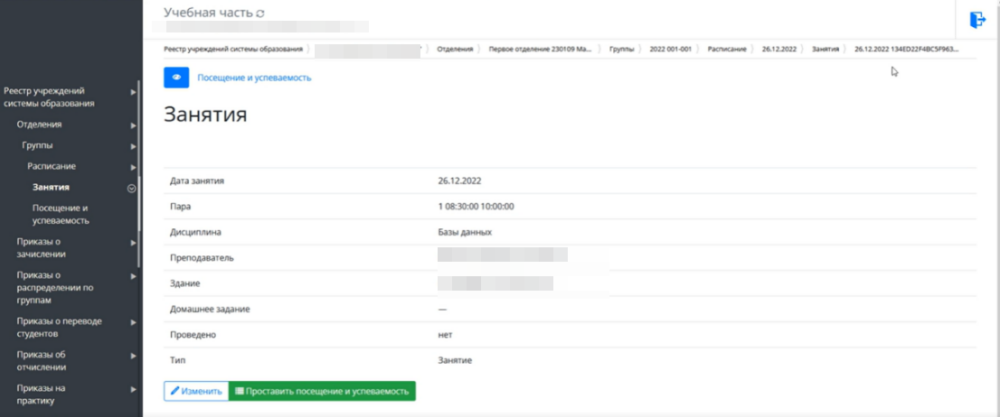 Учебная часть
Реестр учреждений системы образования
Отделения
Первое отделение 230109 Ма...
Группы
2022 001-001
Расписание
26.12.2022
Занятия
26.12.2022 134ED22F4BC5F963...
Посещение и успеваемость
Занятия
Реестр учреждений
системы образования
Отделения
Группы
Расписание
Занятия
Посещение и
успеваемость
Приказы о
зачислении
Приказы о
распределении по
группам
Приказы о переводе
студентов
Приказы об
отчислении
Приказы на
практику
Дата занятия 26.12.2022
Пара 1 08:30:00 10:00:00
Дисциплина Базы данных
Преподаватель
Здание
Домашнее задание —
Проведено нет
Тип Занятие
Изменить
Проставить посещение и успеваемость